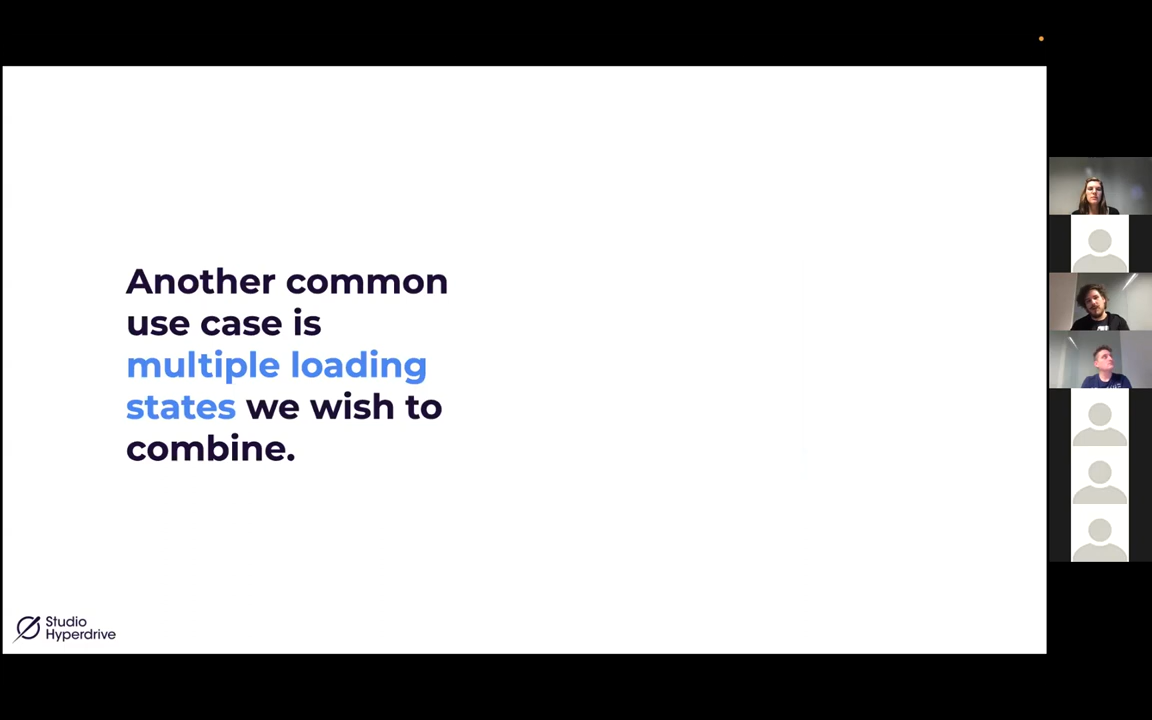 Another common
use case is
multiple loading
states we wish to
combine.
Studio
Hyperdrive